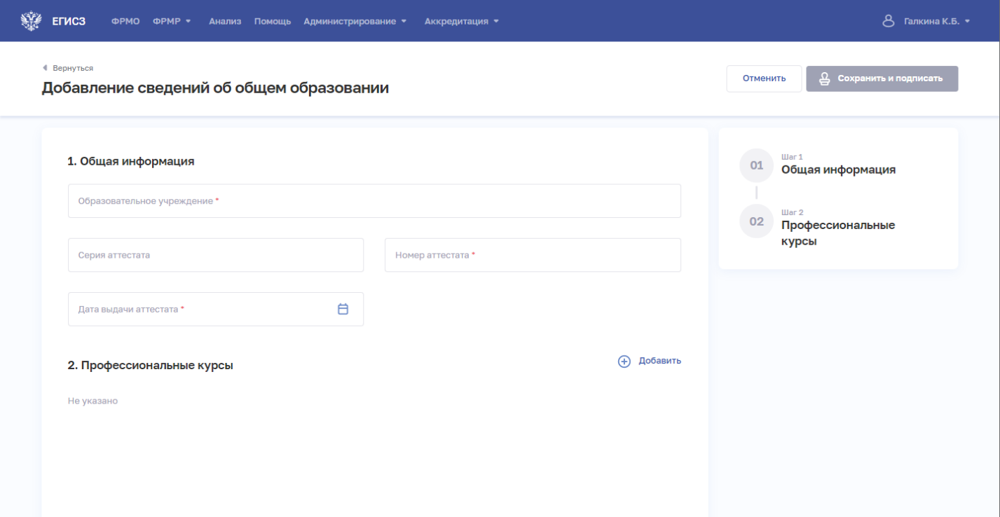 ЕГИСЗ ФРМО ФРМР Анализ Помощь Администрирование Аккредитация Галкина К.Б.
Вернуться
Добавление сведений об общем образовании
Отменить Сохранить и подписать
1. Общая информация
Образовательное учреждение *
Серия аттестата Номер аттестата *
Дата выдачи аттестата *
2. Профессиональные курсы Добавить
Не указано
01 Шаг 1
Общая информация
02 Шаг 2
Профессиональные
курсы